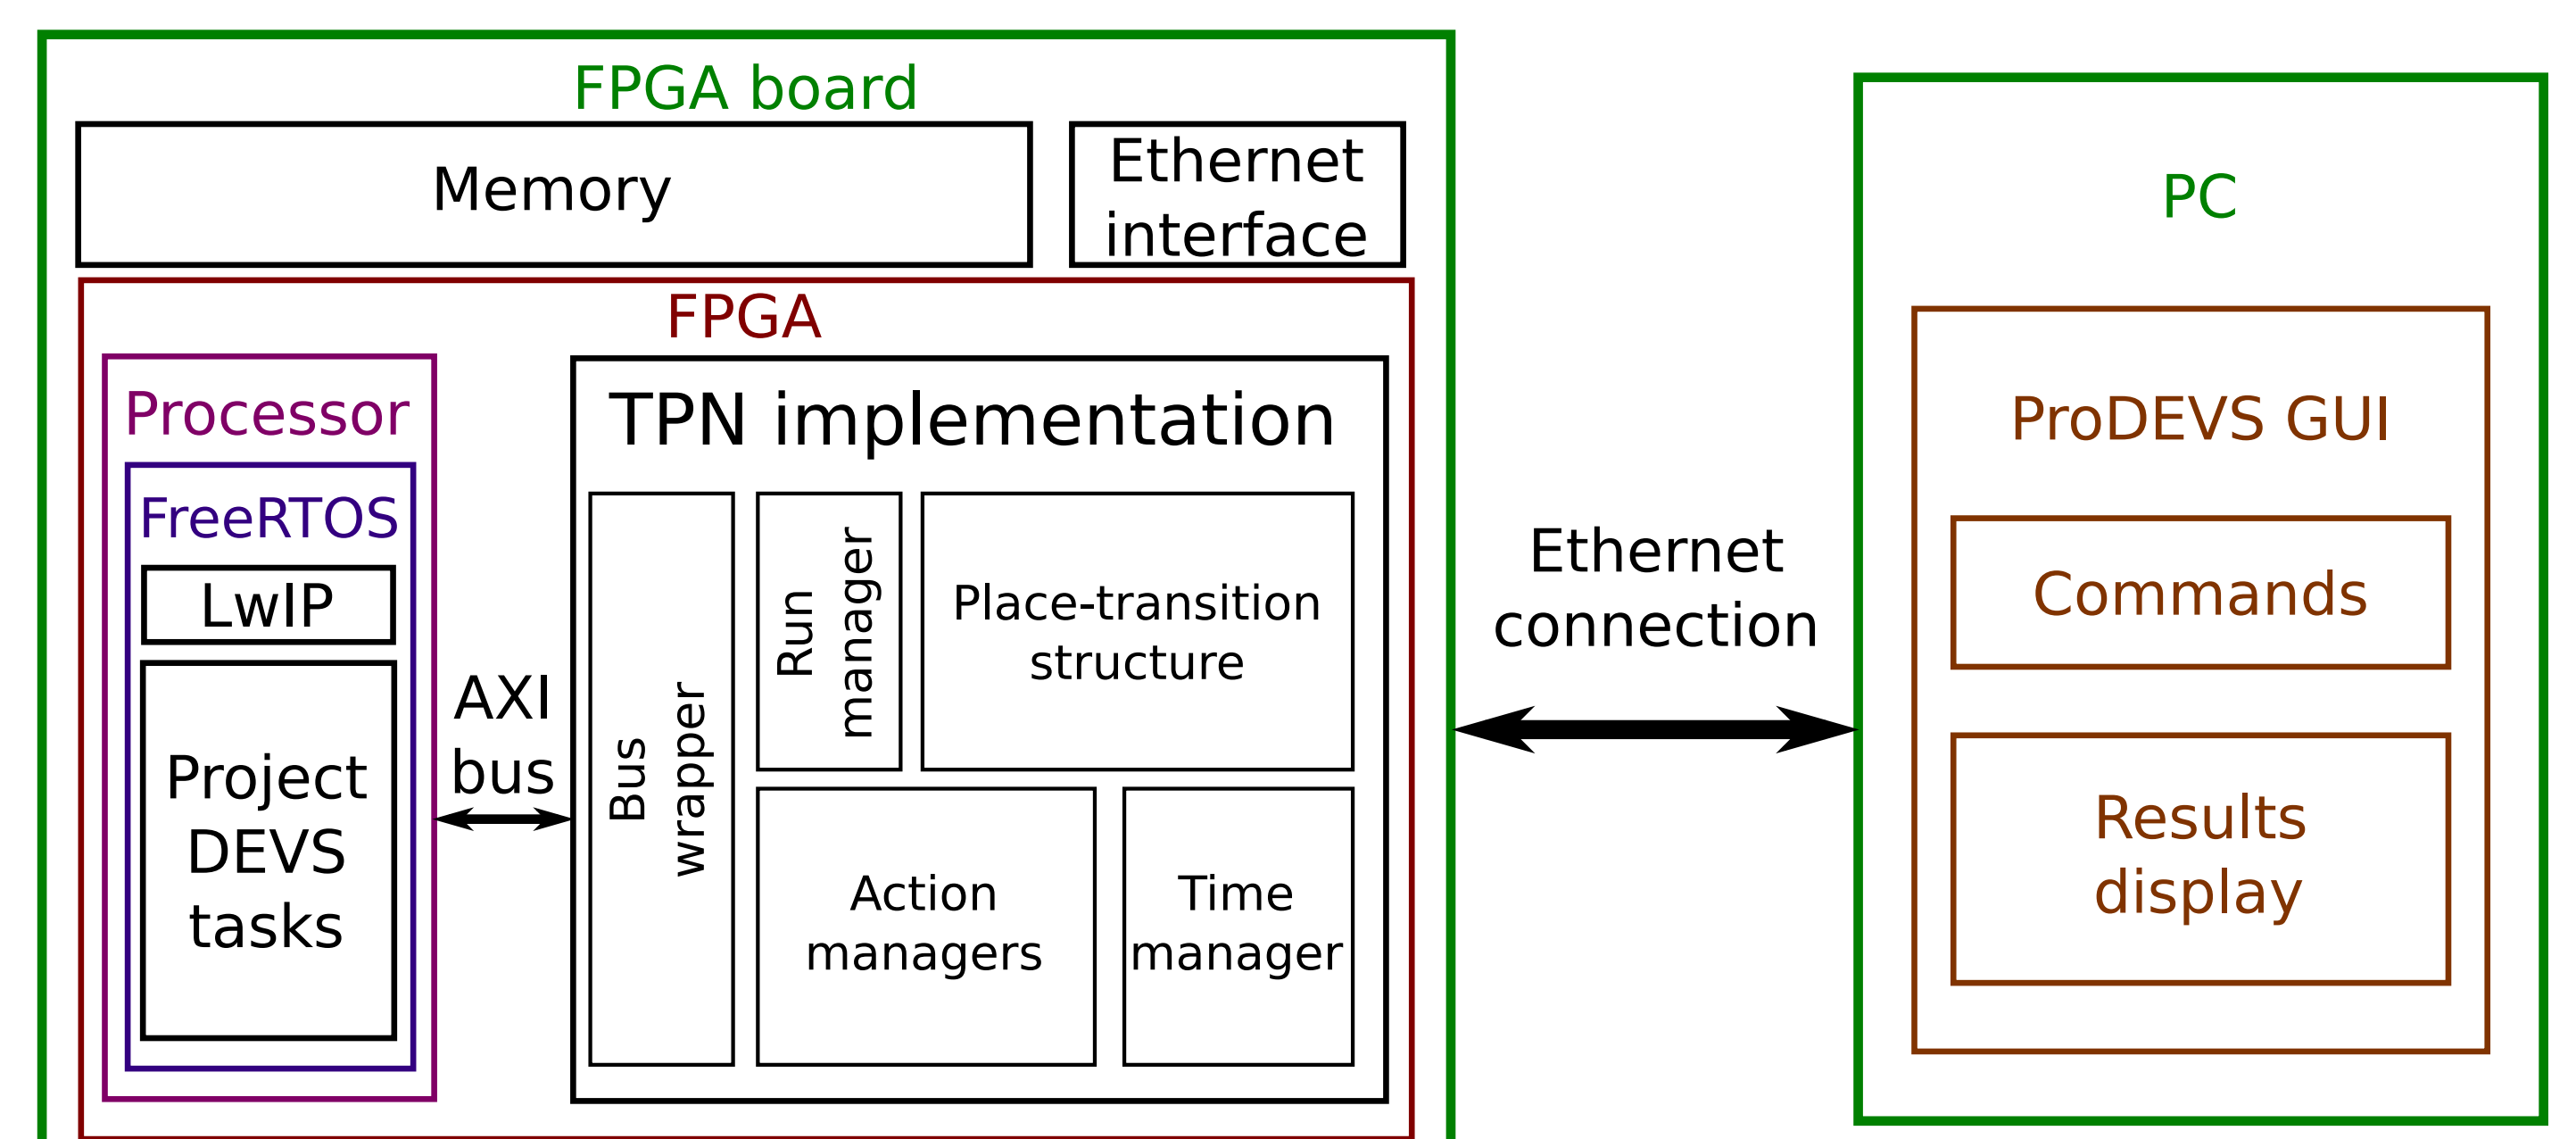 FPGA board
Memory
Ethernet
interface
FPGA
Processor
FreeRTOS
LwIP
Project
DEVS
tasks
AXI
bus
TPN implementation
Bus
wrapper
Run
manager
Place-transition
structure
Action
managers
Time
manager
Ethernet
connection
PC
ProDEVS GUI
Commands
Results
display